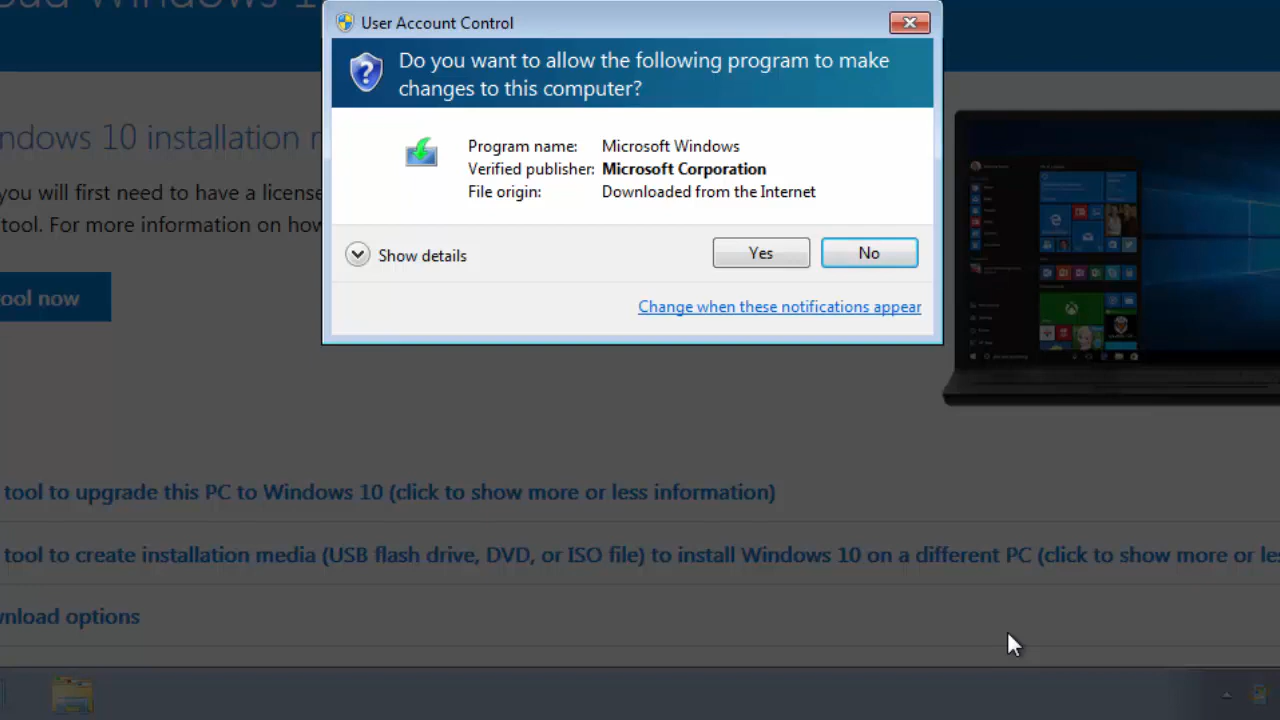 User Account Control
Do you want to allow the following program to make
changes to this computer?
Program name: Microsoft Windows
Verified publisher: Microsoft Corporation
File origin: Downloaded from the Internet
Show details
Yes
No
Change when these notifications appear
ndows 10 installation
you will first need to have a license
tool. For more information on how
ool now
tool to upgrade this PC to Windows 10 (click to show more or less information)
tool to create installation media (USB flash drive, DVD, or ISO file) to install Windows 10 on a different PC (click to show more or les
wnload options